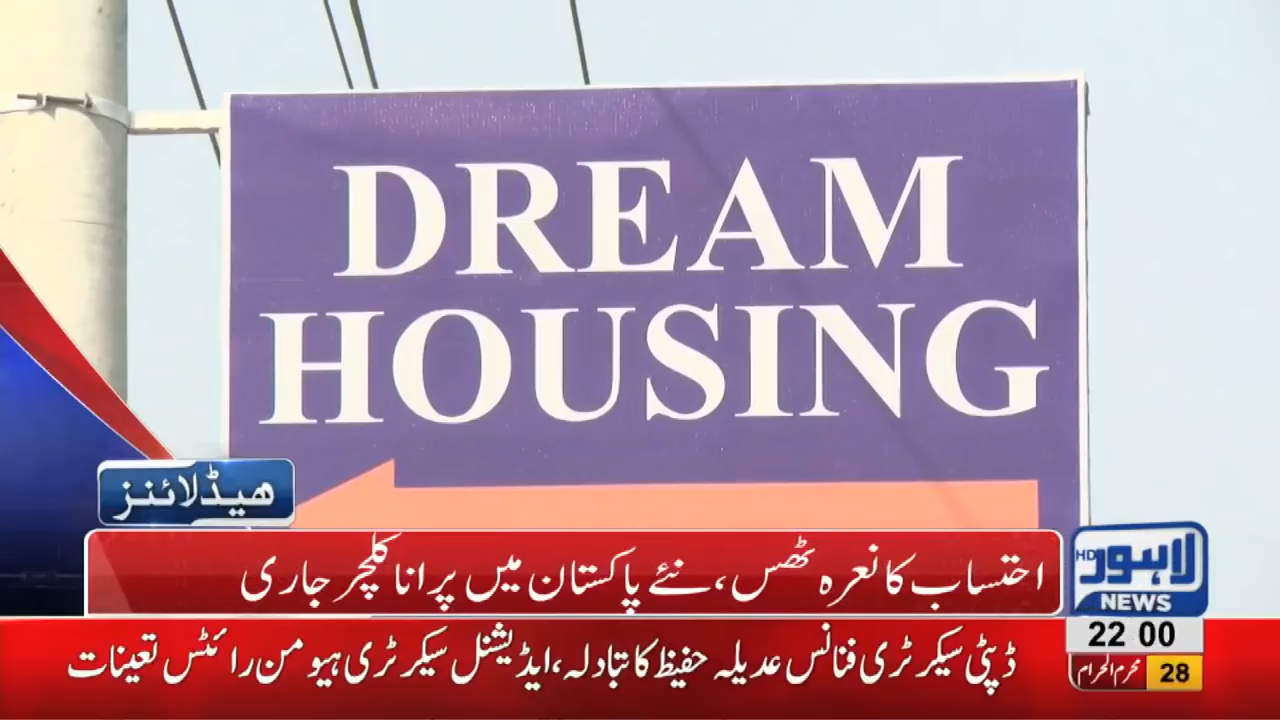 DREAM
HOUSING
ھیڈلائنز
احتساب کا نعرہ ٹھس، نئے پاکستان میں پرانا کلچر جاری
HD
لاہور
NEWS
ڈپٹی سیکرٹری فنانس عدیلہ حفیظ کا تبادلہ، ایڈیشنل سیکرٹری ہیومن رائٹس تعینات
22 00
محرم الحرام 28